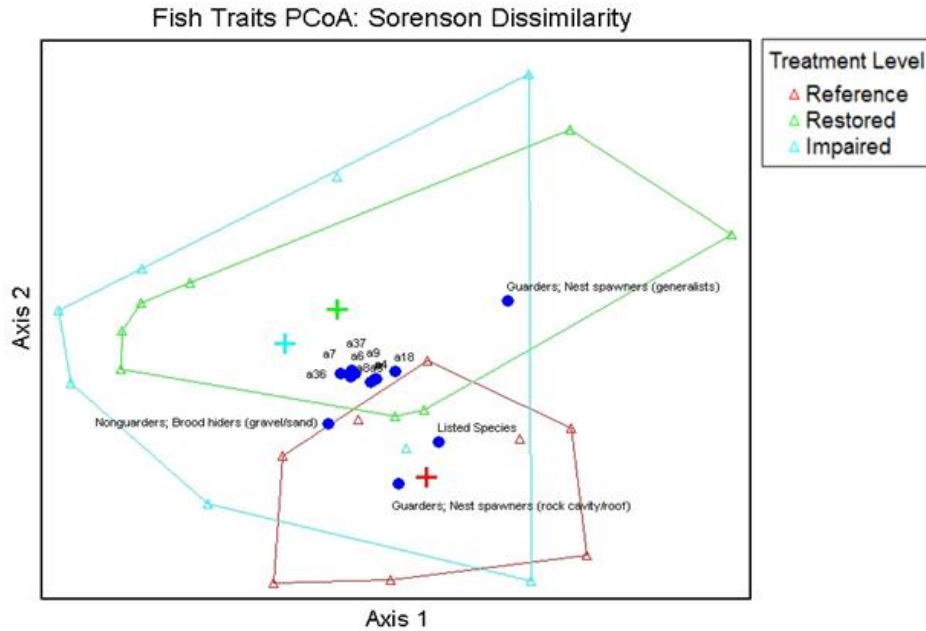 Fish Traits PCoA: Sorenson Dissimilarity
Treatment Level
Reference
Restored
Impaired
Axis 2
Guarders; Nest spawners (generalists)
a37
a7
a6
a9
a18
a36
a8
Nonguarders; Brood hiders (gravel/sand)
Listed Species
Guarders; Nest spawners (rock cavity/roof)
Axis 1